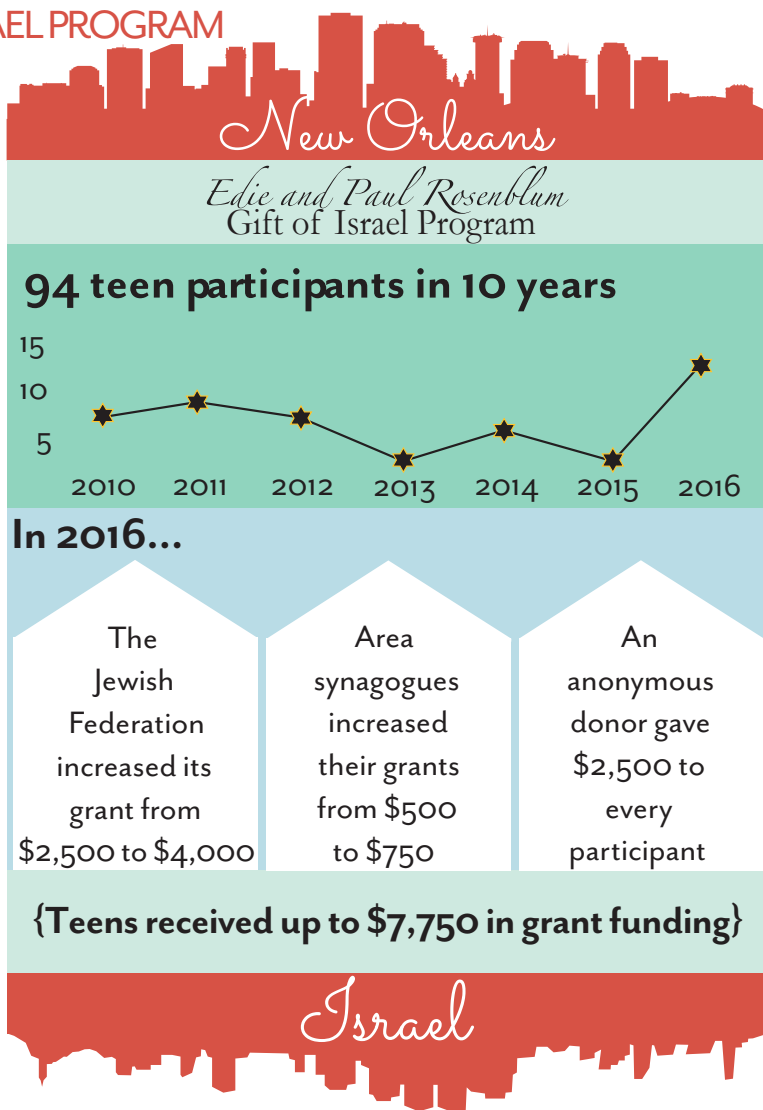 AEL PROGRAM
New Orleans
Edie and Paul Rosenblum
Gift of Israel Program
94 teen participants in 10 years
15
10
5
2010 2011 2012 2013 2014 2015 2016
In 2016...
The
Jewish
Federation
increased its
grant from
$2,500 to $4,000
Area
synagogues
increased
their grants
from $500
to $750
An
anonymous
donor gave
$2,500 to
every
participant
{Teens received up to $7,750 in grant funding}
Israel